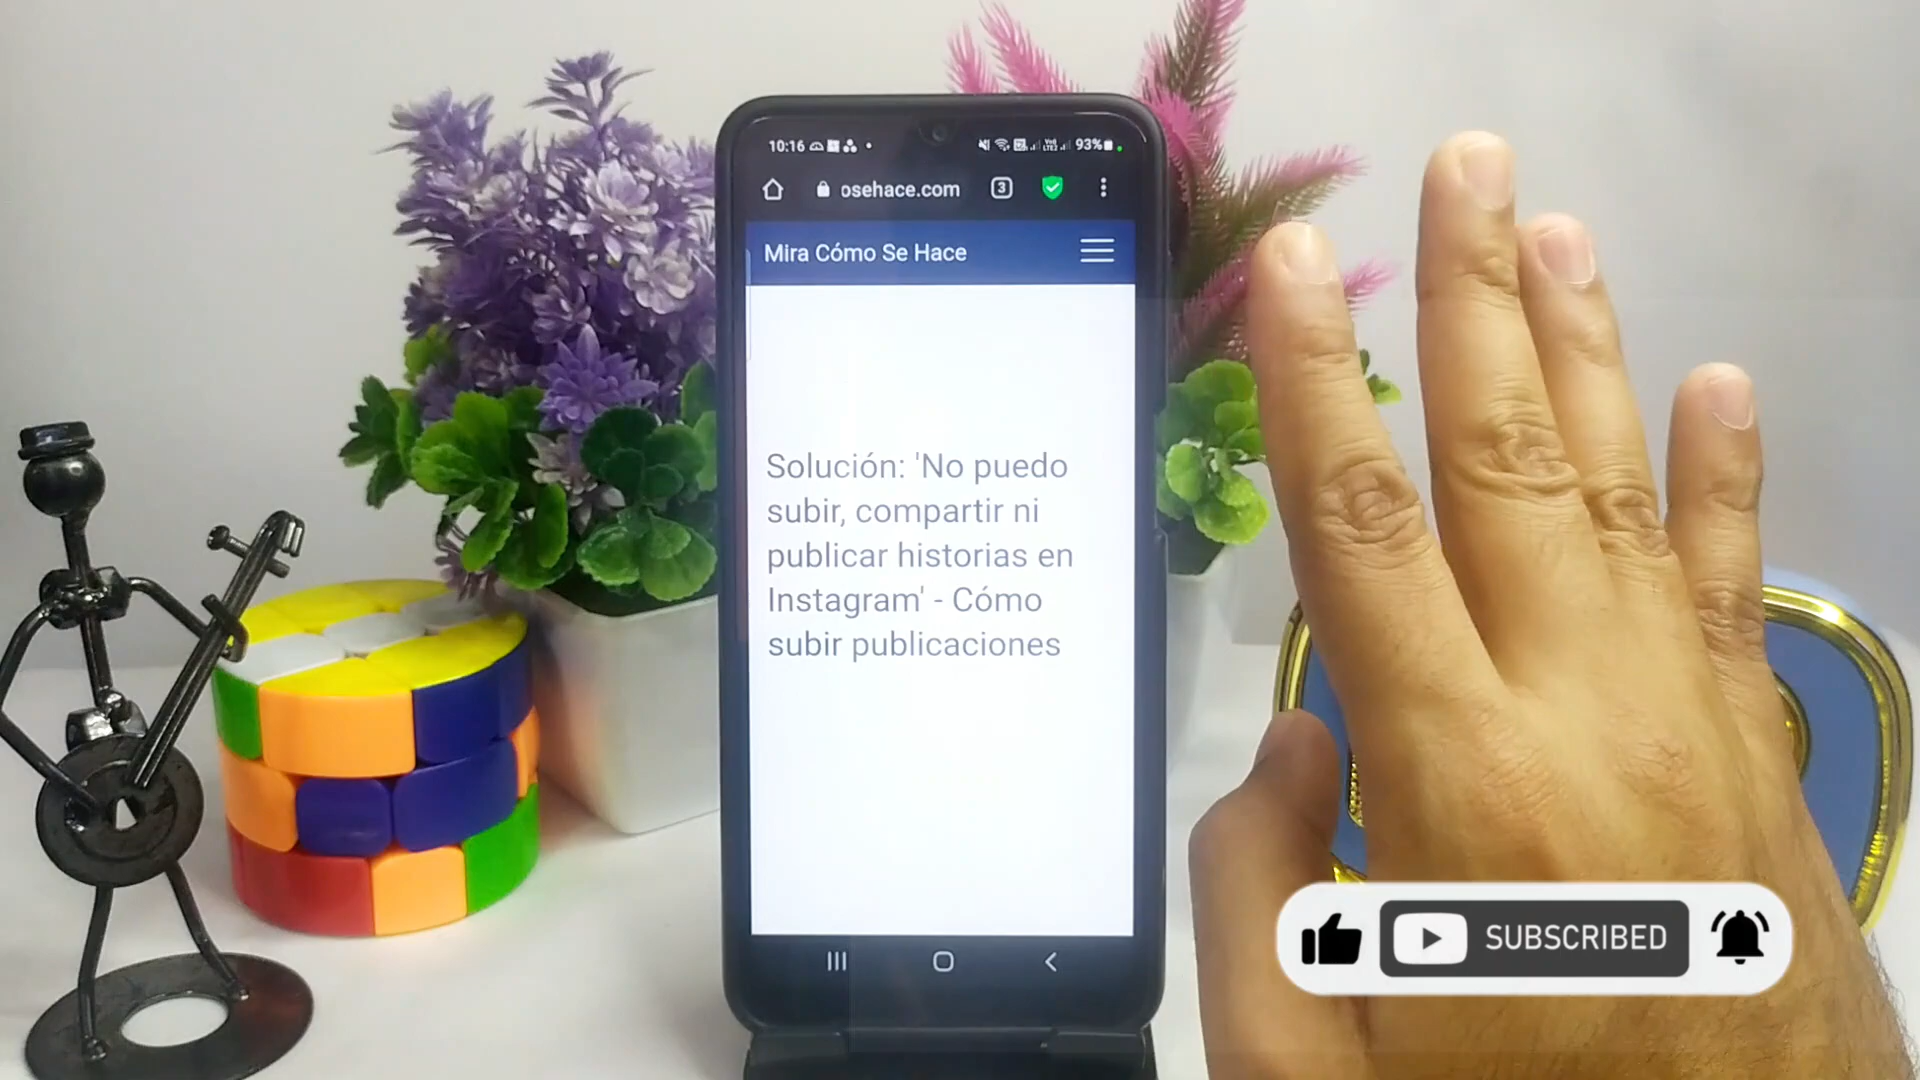 10:16
93%
osehace.com
3
Mira Cómo Se Hace
Solución: 'No puedo
subir, compartir ni
publicar historias en
Instagram' - Cómo
subir publicaciones
SUBSCRIBED